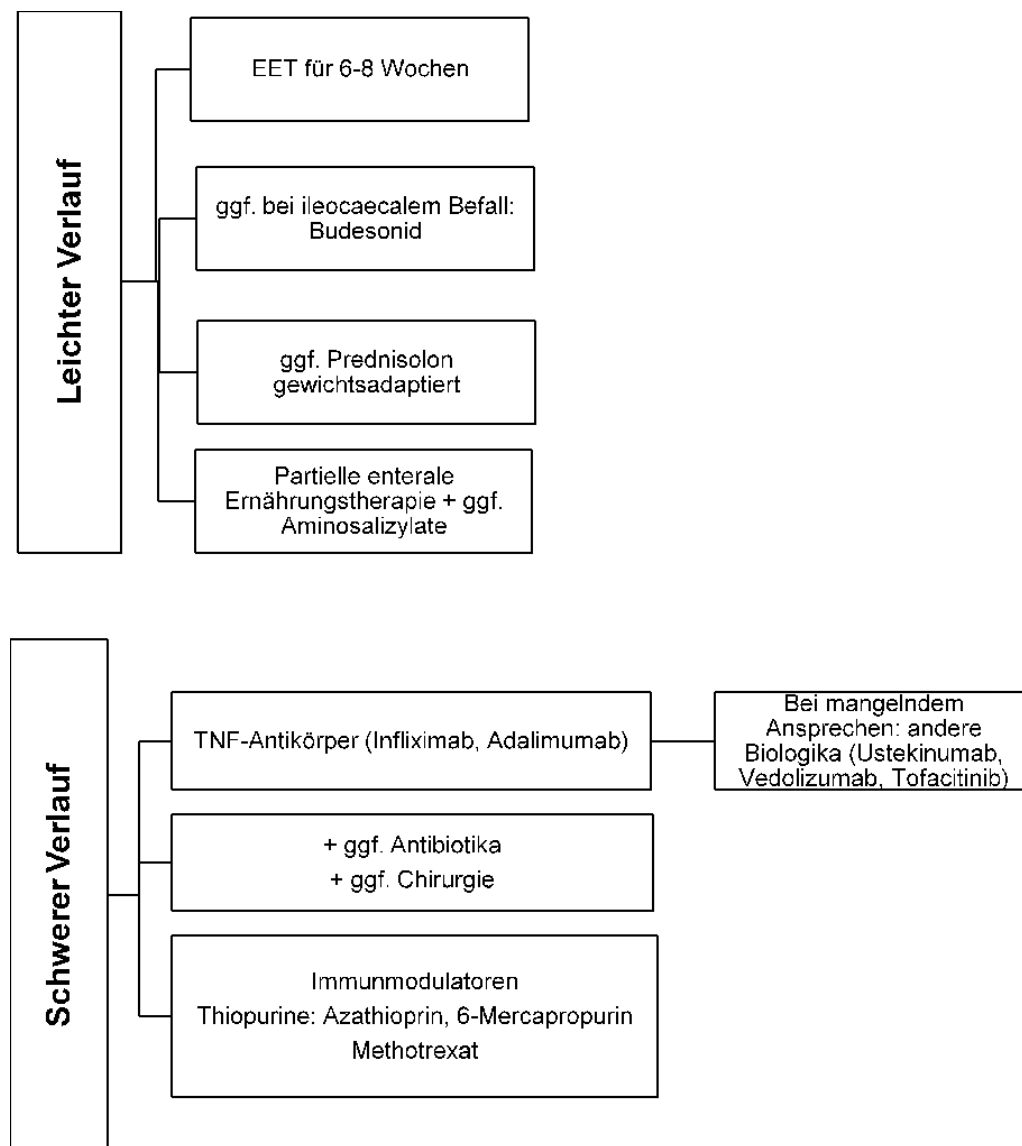 Leichter Verlauf
EET für 6-8 Wochen
ggf. bei ileocaecalem Befall:
Budesonid
ggf. Prednisolon
gewichtsadaptiert
Partielle enterale
Ernährungstherapie + ggf.
Aminosalizylate
Schwerer Verlauf
TNF-Antikörper (Infliximab, Adalimumab)
Bei mangelndem
Ansprechen: andere
Biologika (Ustekinumab,
Vedolizumab, Tofacitinib)
+ ggf. Antibiotika
+ ggf. Chirurgie
Immunmodulatoren
Thiopurine: Azathioprin, 6-Mercapropurin
Methotrexat